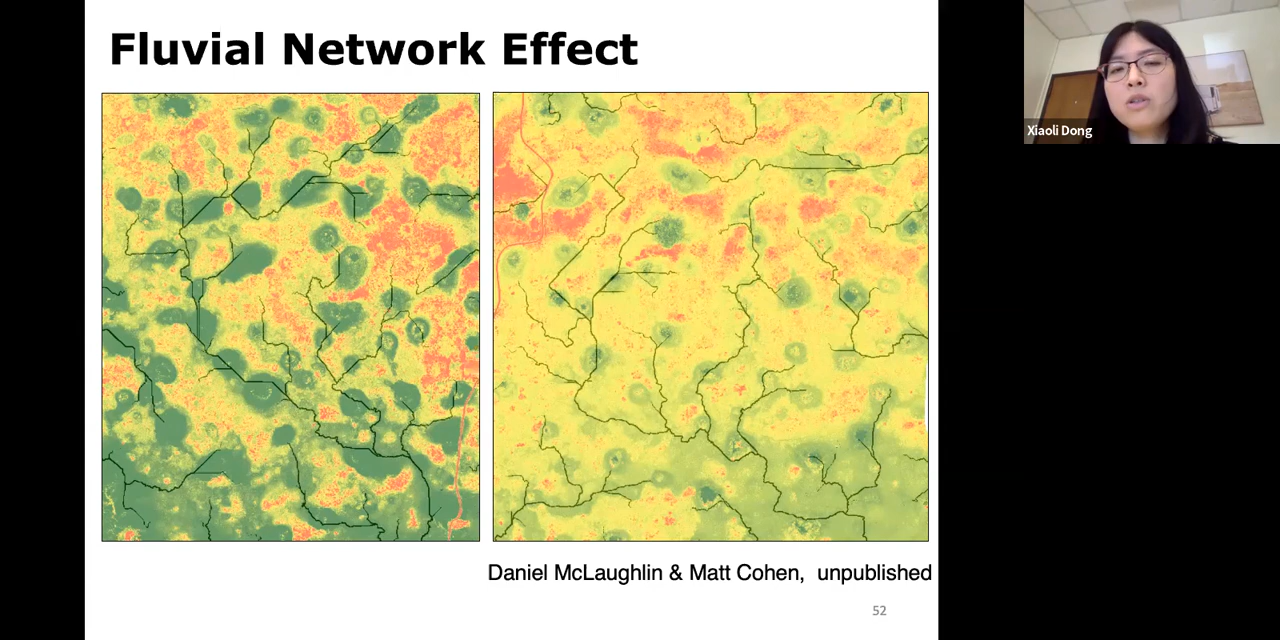 Fluvial Network Effect
Xiaoli Dong
Daniel McLaughlin & Matt Cohen,  unpublished
52